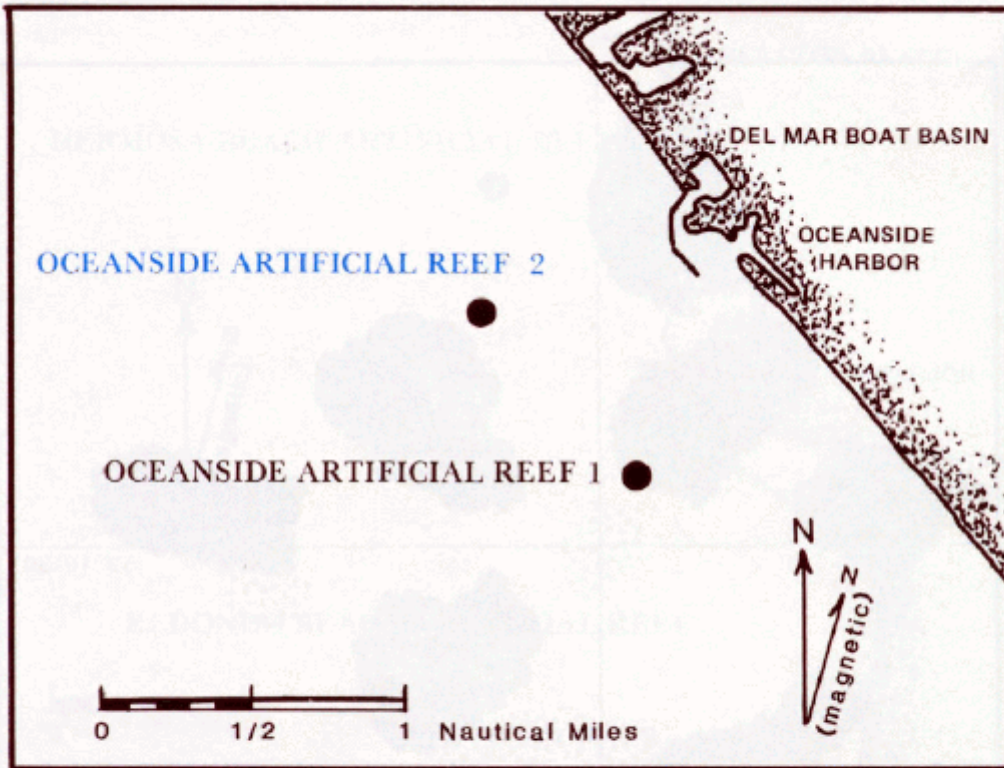 DEL MAR BOAT BASIN
OCEANSIDE
HARBOR
OCEANSIDE ARTIFICIAL REEF 2
OCEANSIDE ARTIFICIAL REEF 1
N
N
(magnetic)
0 1/2 1 Nautical Miles